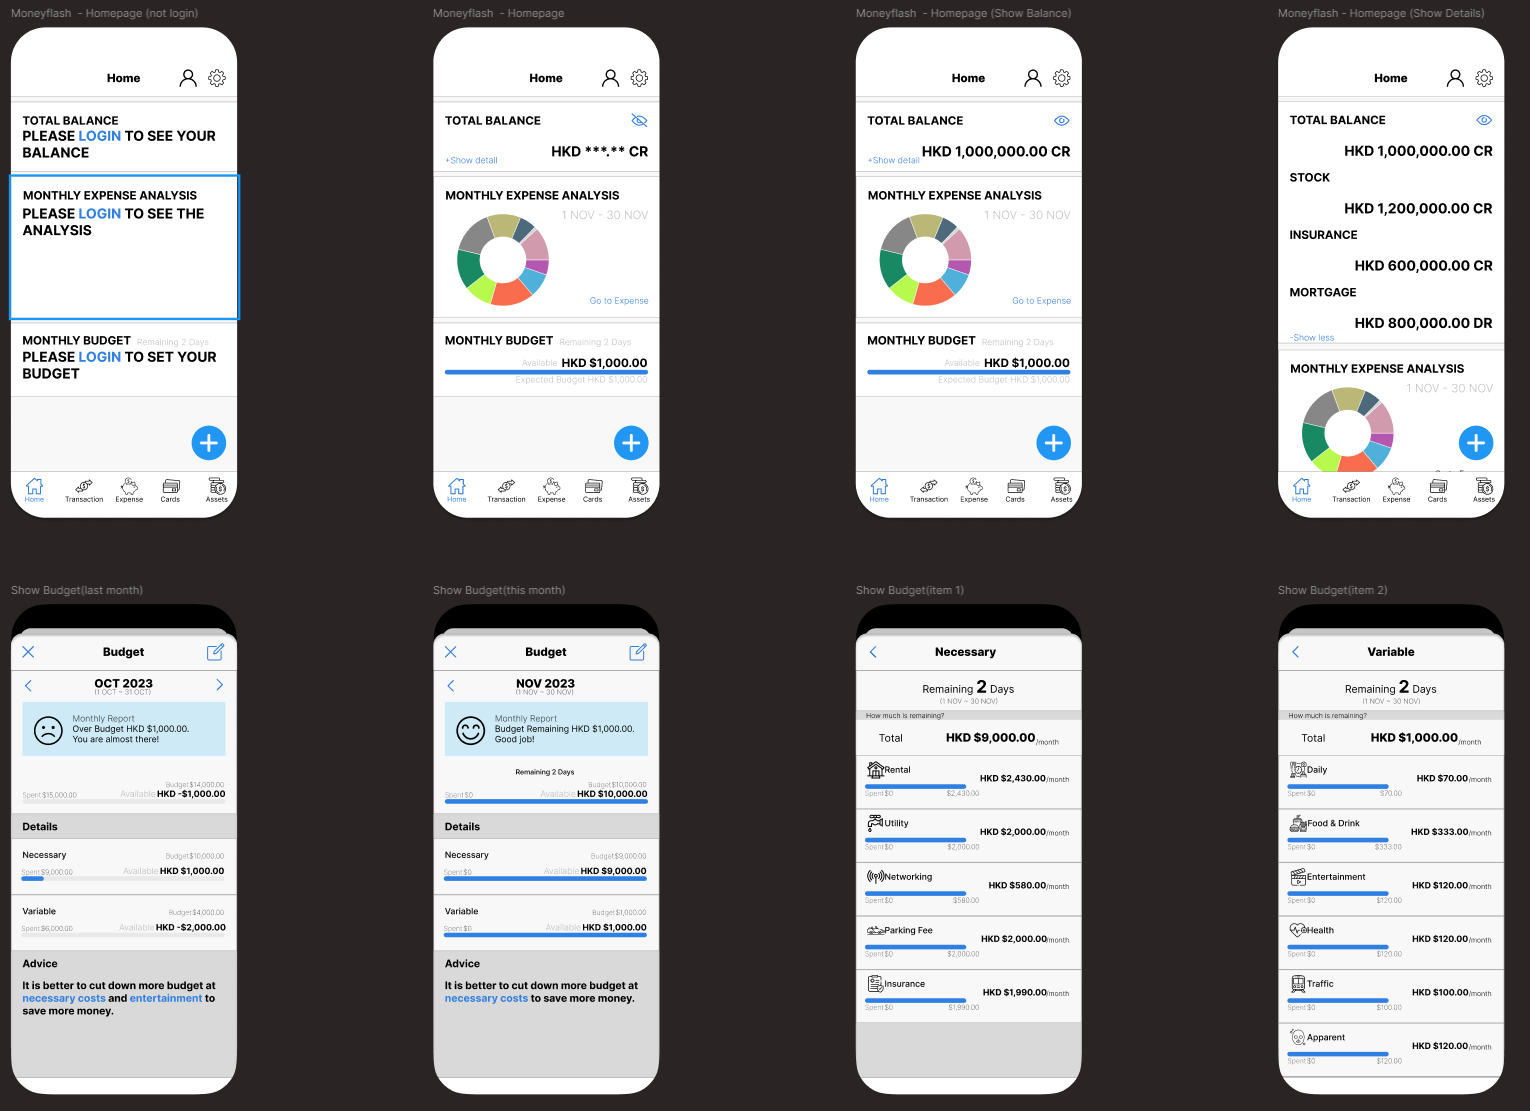 Moneyflash - Homepage (not login)
Home
TOTAL BALANCE
PLEASE LOGIN TO SEE YOUR
BALANCE
MONTHLY EXPENSE ANALYSIS
PLEASE LOGIN TO SEE THE
ANALYSIS
MONTHLY BUDGET Remaining 2 Days
PLEASE LOGIN TO SET YOUR
BUDGET
Home Transaction Expense Cards Assets
Moneyflash - Homepage
Home
TOTAL BALANCE
HKD ***.** CR
+Show detail
MONTHLY EXPENSE ANALYSIS
1 NOV - 30 NOV
Go to Expense
MONTHLY BUDGET Remaining 2 Days
Available HKD $1,000.00
Expected Budget HKD $1,000.00
Home Transaction Expense Cards Assets
Moneyflash - Homepage (Show Balance)
Home
TOTAL BALANCE
HKD 1,000,000.00 CR
+Show detail
MONTHLY EXPENSE ANALYSIS
1 NOV - 30 NOV
Go to Expense
MONTHLY BUDGET Remaining 2 Days
Available HKD $1,000.00
Expected Budget HKD $1,000.00
Home Transaction Expense Cards Assets
Moneyflash - Homepage (Show Details)
Home
TOTAL BALANCE
HKD 1,000,000.00 CR
STOCK
HKD 1,200,000.00 CR
INSURANCE
HKD 600,000.00 CR
MORTGAGE
HKD 800,000.00 DR
-Show less
MONTHLY EXPENSE ANALYSIS
1 NOV - 30 NOV
Home Transaction Expense Cards Assets
Show Budget(last month)
Budget
OCT 2023
(1 OCT ~ 31 OCT)
Monthly Report
Over Budget HKD $1,000.00.
You are almost there!
Budget$14,000.00
Spent$15,000.00 Available HKD -$1,000.00
Details
Necessary Budget$10,000.00
Spent$9,000.00 Available HKD $1,000.00
Variable Budget$4,000.00
Spent$6,000.00 Available HKD -$2,000.00
Advice
It is better to cut down more budget at
necessary costs and entertainment to
save more money.
Show Budget(this month)
Budget
NOV 2023
(1 NOV ~ 30 NOV)
Monthly Report
Budget Remaining HKD $1,000.00.
Good job!
Remaining 2 Days
Budget$10,000.00
Spent$0 Available HKD $10,000.00
Details
Necessary Budget$9,000.00
Spent$0 Available HKD $9,000.00
Variable Budget$1,000.00
Spent$0 Available HKD $1,000.00
Advice
It is better to cut down more budget at
necessary costs to save more money.
Show Budget(item 1)
Necessary
Remaining 2 Days
(1 NOV ~ 30 NOV)
How much is remaining?
Total HKD $9,000.00/month
Rental
HKD $2,430.00/month
Spent$0 $2,430.00
Utility
HKD $2,000.00/month
Spent$0 $2,000.00
Networking
HKD $580.00/month
Spent$0 $580.00
Parking Fee
HKD $2,000.00/month
Spent$0 $2,000.00
Insurance
HKD $1,990.00/month
Spent$0 $1,990.00
Show Budget(item 2)
Variable
Remaining 2 Days
(1 NOV ~ 30 NOV)
How much is remaining?
Total HKD $1,000.00/month
Daily
HKD $70.00/month
Spent$0 $70.00
Food & Drink
HKD $333.00/month
Spent$0 $333.00
Entertainment
HKD $120.00/month
Spent$0 $120.00
Health
HKD $120.00/month
Spent$0 $120.00
Traffic
HKD $100.00/month
Spent$0 $100.00
Apparent
HKD $120.00/month
Spent$0 $120.00